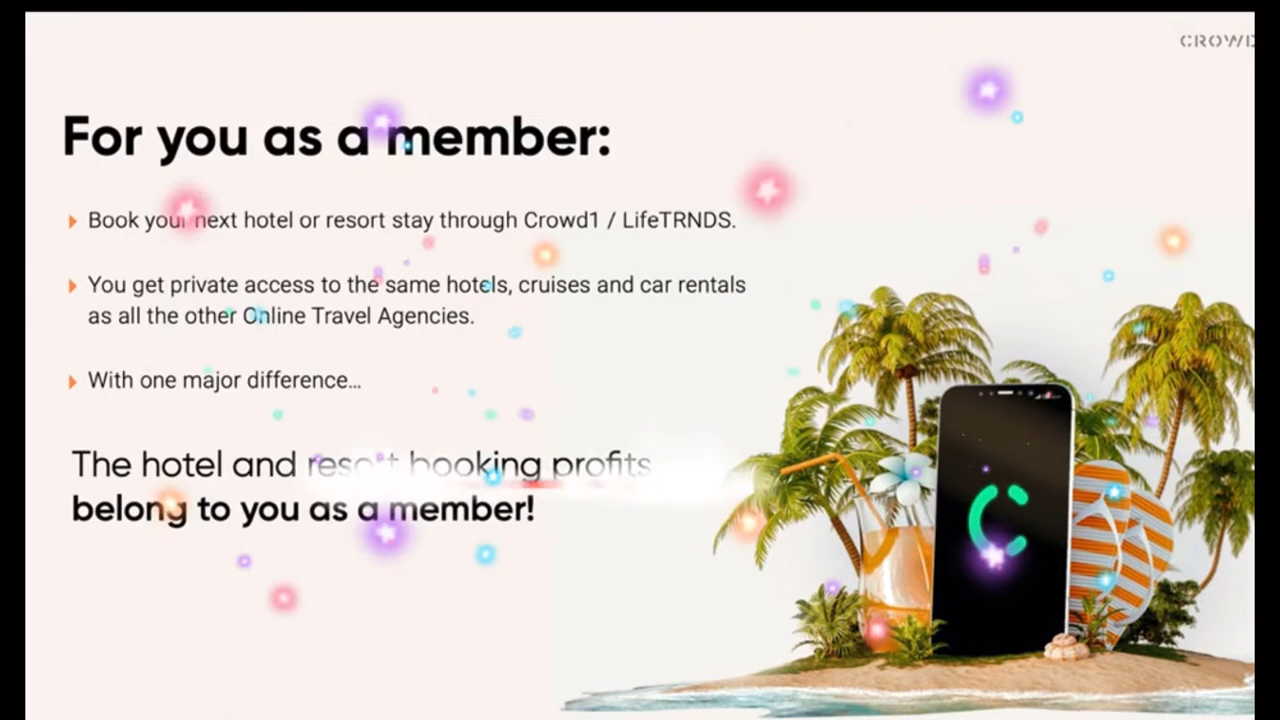 CROWD
For you as a member:
Book your next hotel or resort stay through Crowd1 / LifeTRNDS.
You get private access to the same hotels, cruises and car rentals
as all the other Online Travel Agencies.
With one major difference...
The hotel and resort booking profits
belong to you as a member!